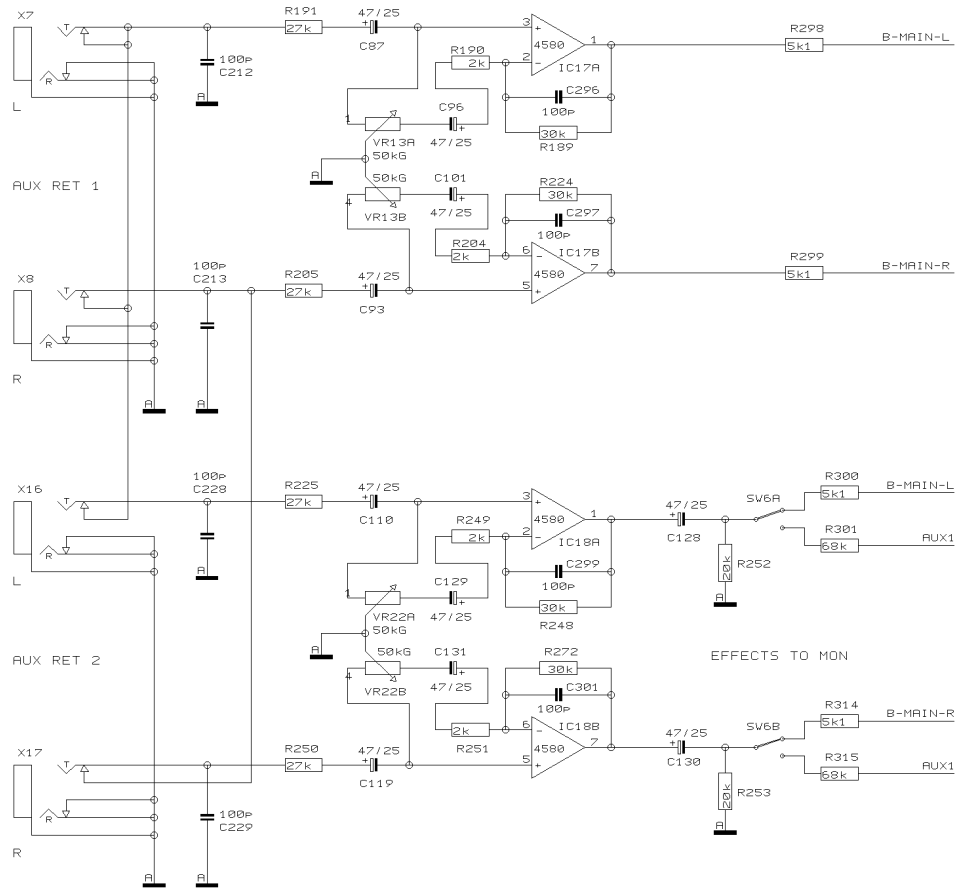 X7
T
R
L
100p
C212
A
R191
27k
47/25
C87
R190
2k
3
+
2
−
4580
1
IC17A
C296
100p
30k
R189
1
VR13A
50kG
C96
+
47/25
A
R298
5k1
B-MAIN-L
AUX RET 1
50kG
4
VR13B
C101
+
47/25
R204
2k
R224
30k
C297
100p
6
−
5
+
4580
7
IC17B
R299
5k1
B-MAIN-R
X8
T
R
R
100p
C213
A
A
R205
27k
+
47/25
C93
X16
T
R
L
100p
C228
A
R225
27k
+
47/25
C110
R249
2k
3
+
2
−
4580
1
IC18A
C299
100p
30k
R248
1
VR22A
50kG
C129
+
47/25
A
47/25
+
C128
20k
R252
A
SW6A
R300
5k1
B-MAIN-L
R301
68k
AUX1
AUX RET 2
50kG
4
VR22B
C131
+
47/25
2k
R251
R272
30k
C301
100p
6
−
5
+
4580
7
IC18B
EFFECTS TO MON
47/25
+
C130
20k
R253
A
SW6B
R314
5k1
B-MAIN-R
R315
68k
AUX1
X17
T
R
R
R250
27k
+
47/25
C119
100p
C229
A
A